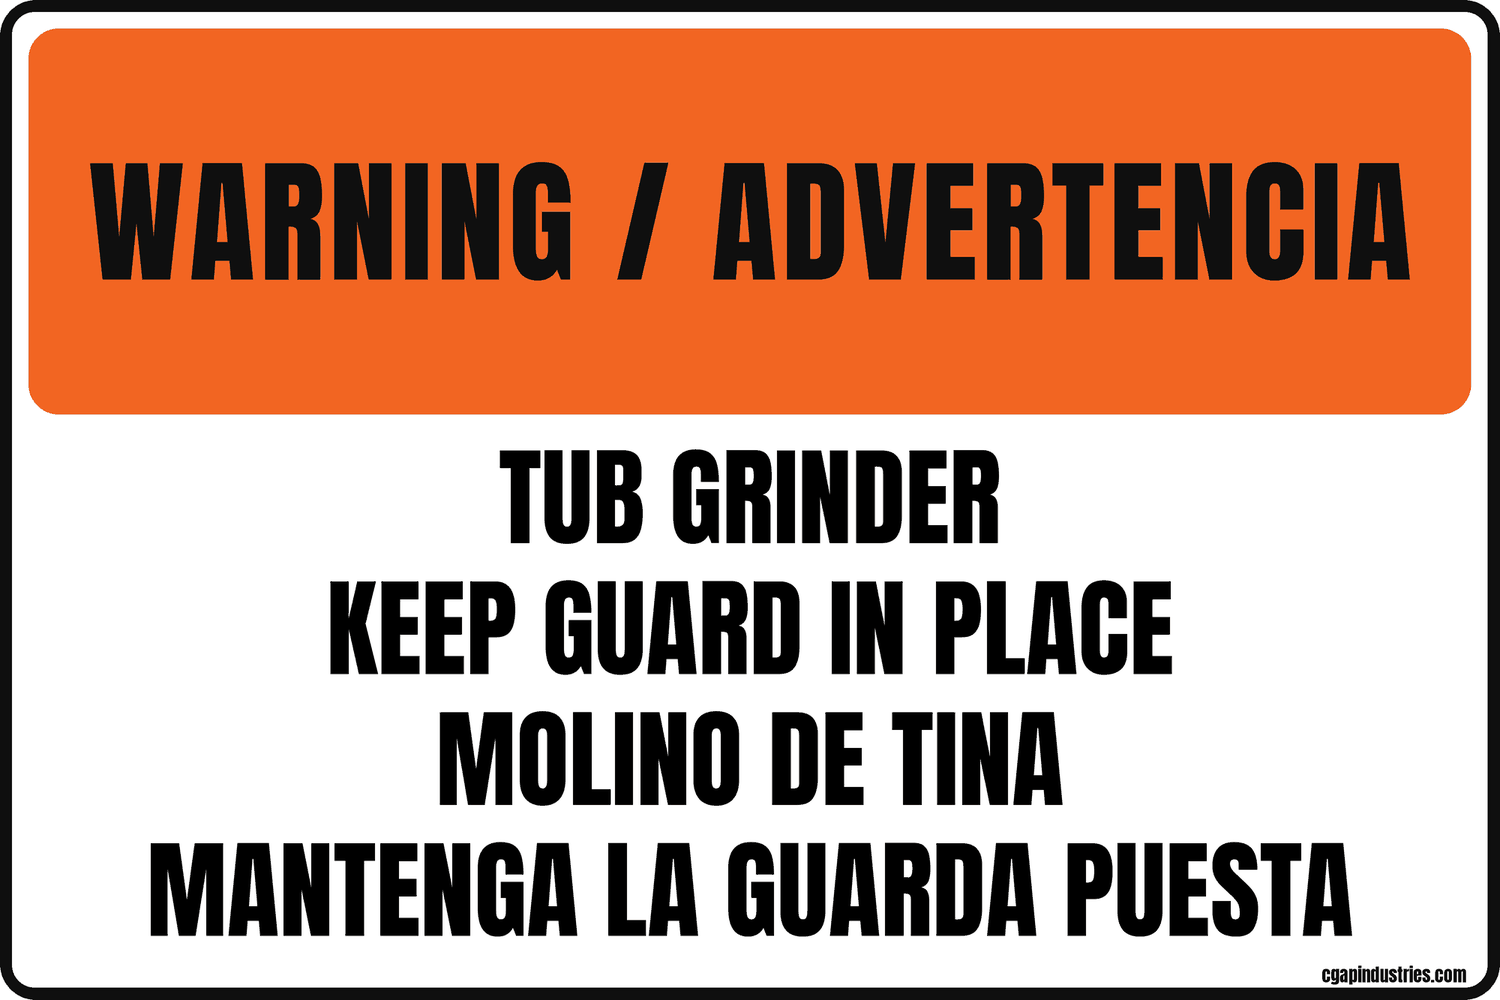 WARNING / ADVERTENCIA
TUB GRINDER
KEEP GUARD IN PLACE
MOLINO DE TINA
MANTENGA LA GUARDA PUESTA
cgapindustries.com